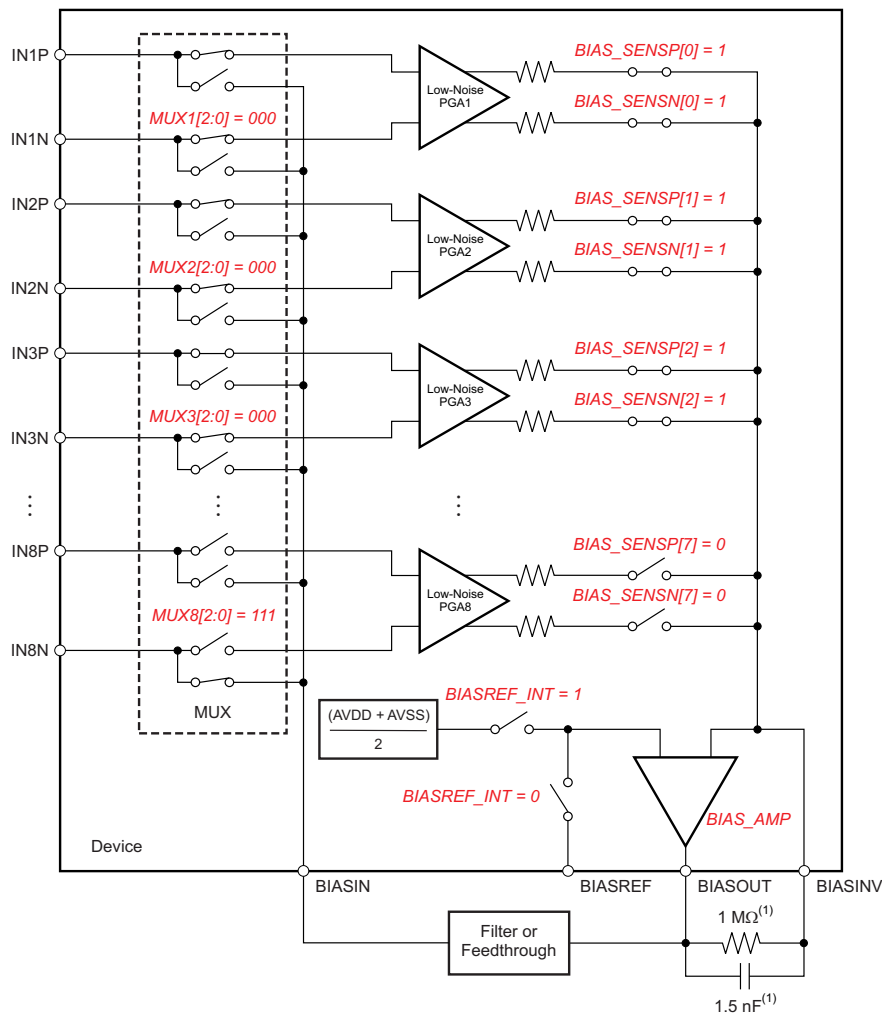 IN1P
BIAS_SENSP[0] = 1
Low-Noise
PGA1
BIAS_SENSN[0] = 1
MUX1[2:0] = 000
IN1N
IN2P
BIAS_SENSP[1] = 1
Low-Noise
PGA2
BIAS_SENSN[1] = 1
MUX2[2:0] = 000
IN2N
IN3P
BIAS_SENSP[2] = 1
Low-Noise
PGA3
BIAS_SENSN[2] = 1
MUX3[2:0] = 000
IN3N
IN8P
BIAS_SENSP[7] = 0
Low-Noise
PGA8
BIAS_SENSN[7] = 0
MUX8[2:0] = 111
IN8N
MUX
(AVDD + AVSS)
2
BIASREF_INT = 1
BIASREF_INT = 0
BIAS_AMP
Device
BIASIN
BIASREF
BIASOUT
BIASINV
Filter or
Feedthrough
1 MΩ(1)
1.5 nF(1)